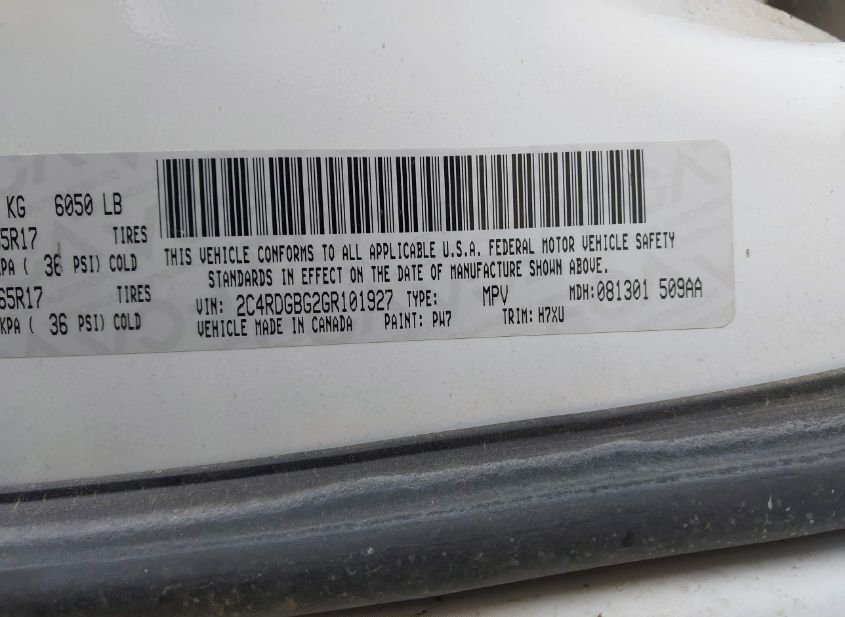 KG 6050 LB
65R17 TIRES
KPA ( 36 PSI) COLD
65R17 TIRES
KPA ( 36 PSI) COLD
THIS VEHICLE CONFORMS TO ALL APPLICABLE U.S.A. FEDERAL MOTOR VEHICLE SAFETY
STANDARDS IN EFFECT ON THE DATE OF MANUFACTURE SHOWN ABOVE.
VIN: 2C4RDGBG2GR101927 TYPE: MPV MDH:081301 509AA
VEHICLE MADE IN CANADA PAINT: PW7 TRIM: H7XU